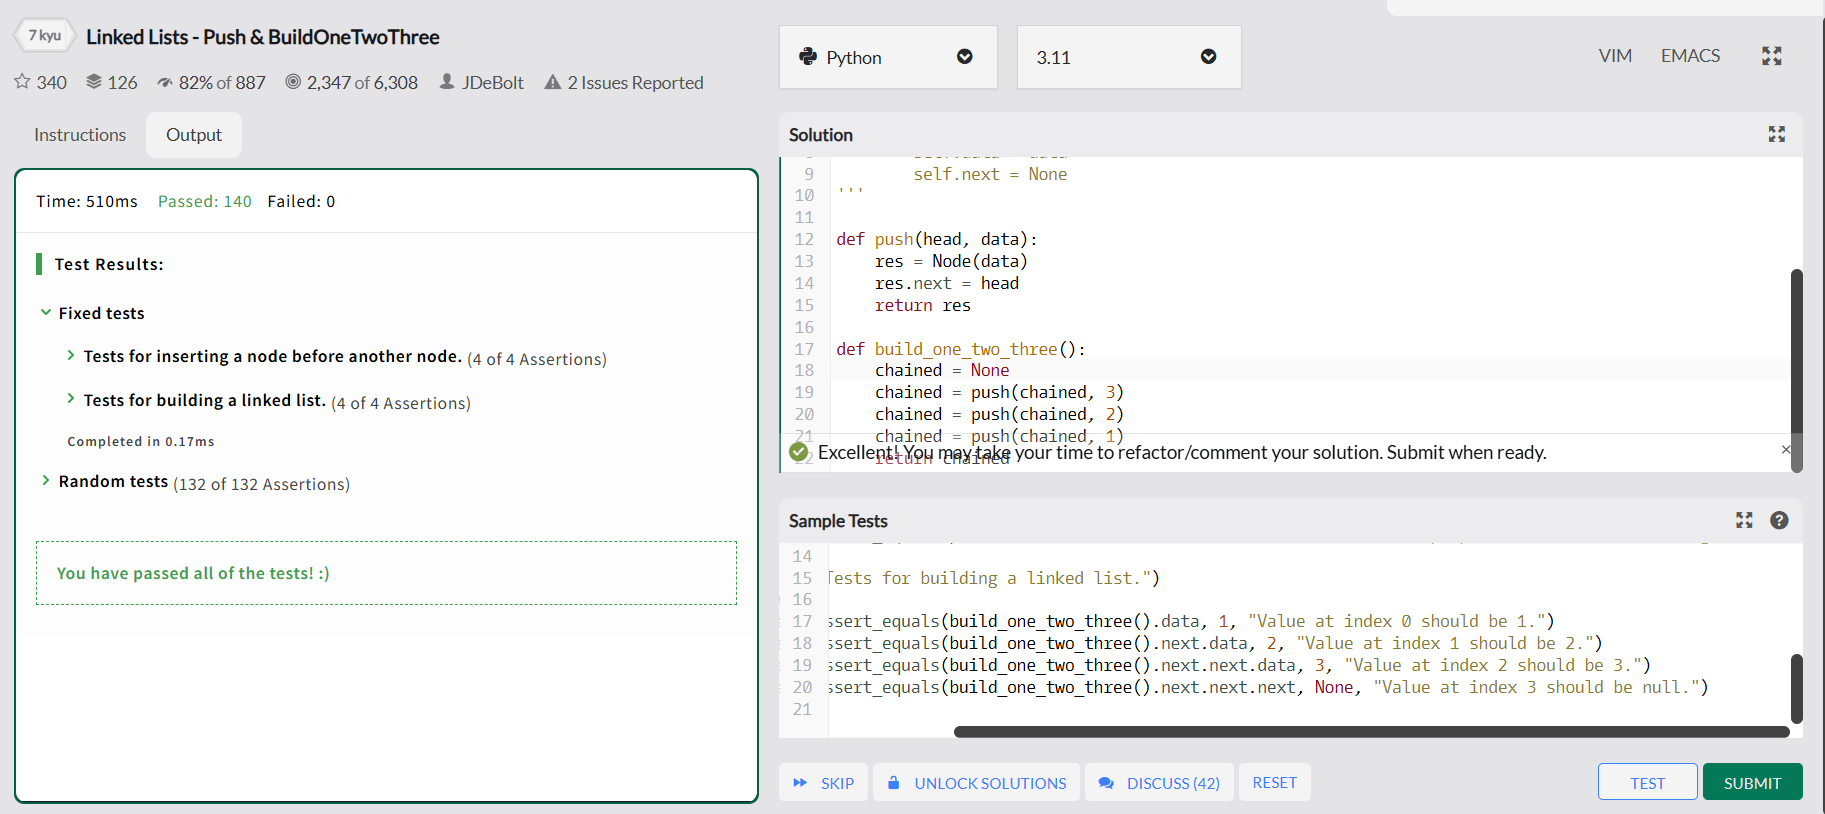 7 kyu Linked Lists - Push & BuildOneTwoThree
340 126 82% of 887 2,347 of 6,308 JDeBolt 2 Issues Reported
Instructions Output
Time: 510ms Passed: 140 Failed: 0
Test Results:
Fixed tests
Tests for inserting a node before another node. (4 of 4 Assertions)
Tests for building a linked list. (4 of 4 Assertions)
Completed in 0.17ms
Random tests (132 of 132 Assertions)
You have passed all of the tests! :)
Python 3.11 VIM EMACS
Solution
9 self.next = None
10 '''
11
12 def push(head, data):
13 res = Node(data)
14 res.next = head
15 return res
16
17 def build_one_two_three():
18 chained = None
19 chained = push(chained, 3)
20 chained = push(chained, 2)
21 chained = push(chained, 1)
22 return chained
Excellent! You may take your time to refactor/comment your solution. Submit when ready. ×
Sample Tests ?
14
15 Tests for building a linked list.")
16
17 ssert_equals(build_one_two_three().data, 1, "Value at index 0 should be 1.")
18 ssert_equals(build_one_two_three().next.data, 2, "Value at index 1 should be 2.")
19 ssert_equals(build_one_two_three().next.next.data, 3, "Value at index 2 should be 3.")
20 ssert_equals(build_one_two_three().next.next.next, None, "Value at index 3 should be null.")
21
SKIP UNLOCK SOLUTIONS DISCUSS (42) RESET TEST SUBMIT